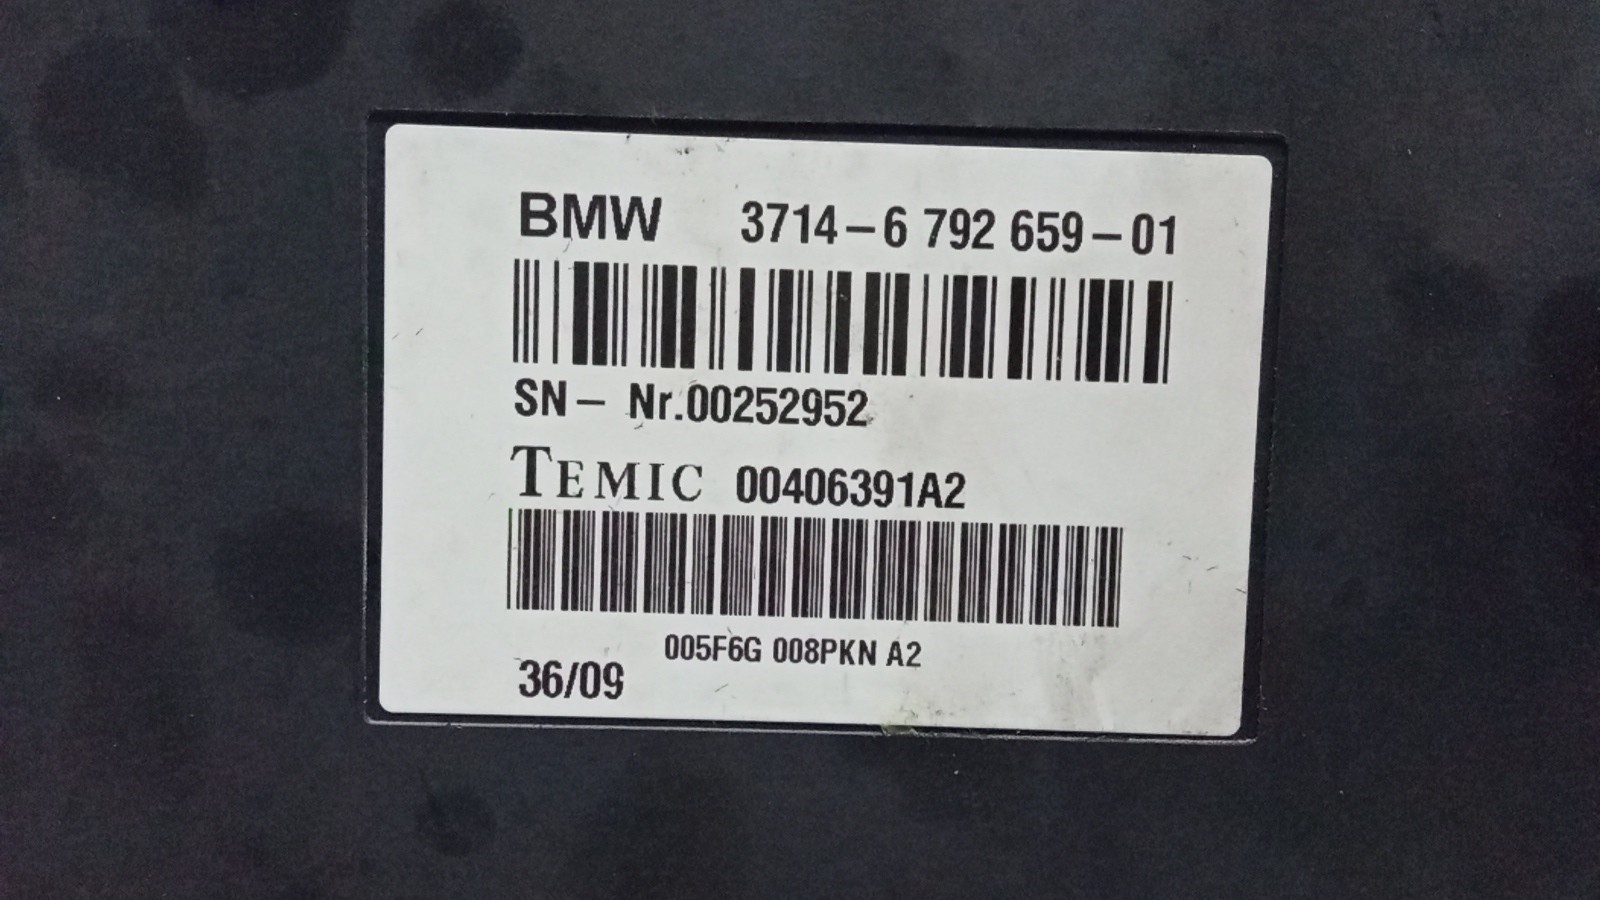 BMW 3714-6 792 659-01
SN- Nr.00252952
TEMIC 00406391A2
005F6G 008PKN A2
36/09